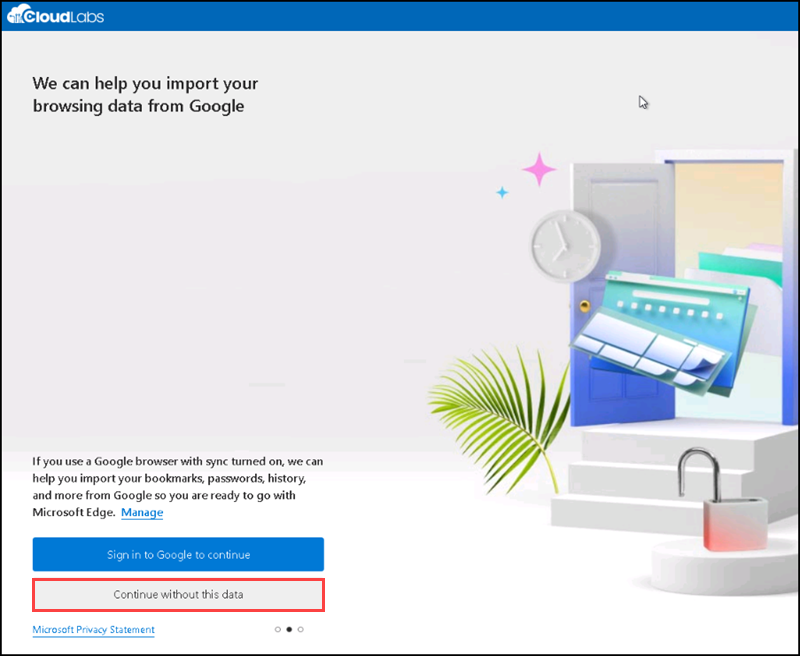 CloudLabs
We can help you import your
browsing data from Google
If you use a Google browser with sync turned on, we can
help you import your bookmarks, passwords, history,
and more from Google so you are ready to go with
Microsoft Edge. Manage
Sign in to Google to continue
Continue without this data
Microsoft Privacy Statement